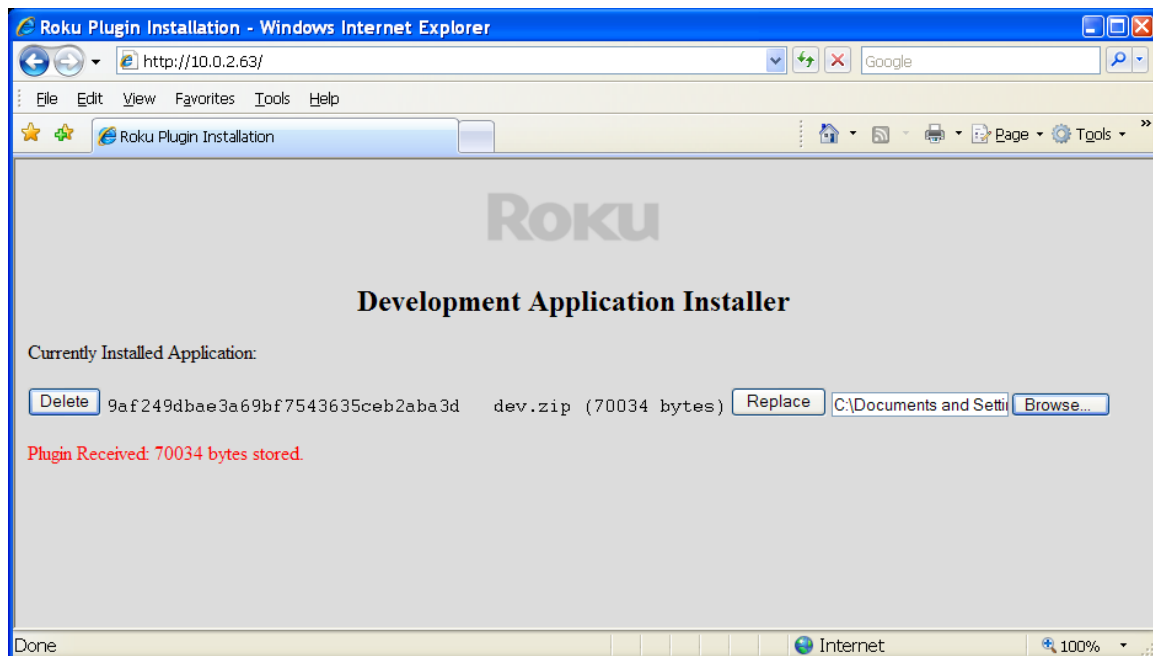 Roku Plugin Installation - Windows Internet Explorer
http://10.0.2.63/ Google
File Edit View Favorites Tools Help
Roku Plugin Installation Page Tools »
Roku
Development Application Installer
Currently Installed Application:
Delete 9af249dbae3a69bf7543635ceb2aba3d dev.zip (70034 bytes) Replace C:\Documents and Settin Browse...
Plugin Received: 70034 bytes stored.
Done Internet 100%